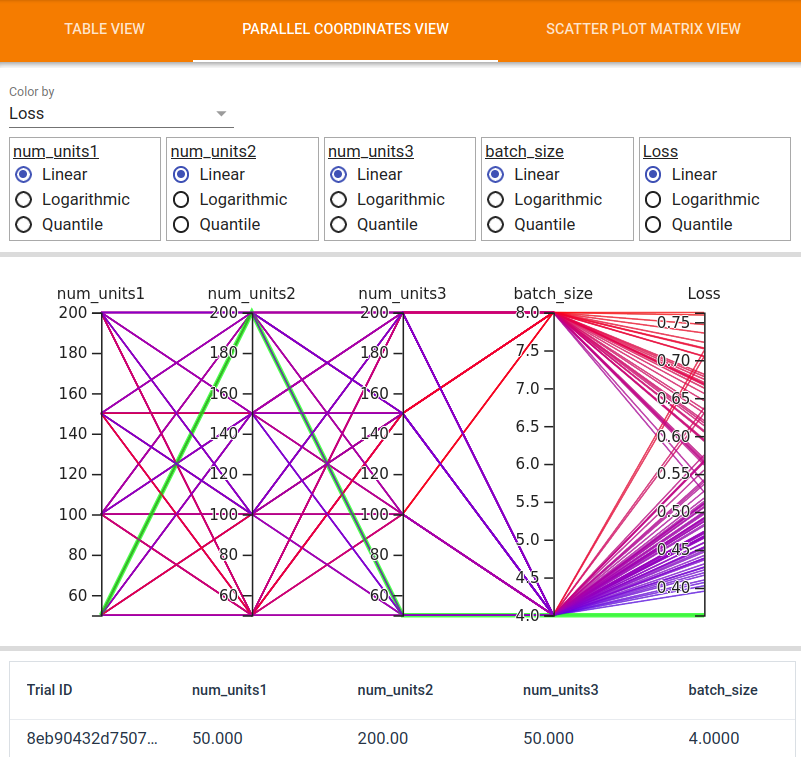 TABLE VIEW PARALLEL COORDINATES VIEW SCATTER PLOT MATRIX VIEW
Color by
Loss
num_units1 num_units2 num_units3 batch_size Loss
Linear Linear Linear Linear Linear
Logarithmic Logarithmic Logarithmic Logarithmic Logarithmic
Quantile Quantile Quantile Quantile Quantile
num_units1 num_units2 num_units3 batch_size Loss
200 200 200 8.0
0.75
180 180 180 7.5
0.70
160 160 160 7.0
0.65
140 140 140 6.5
0.60
120 120 120 6.0
0.55
100 100 100 5.5
0.50
80 80 80 5.0
0.45
60 60 60 4.5
0.40
4.0
Trial ID num_units1 num_units2 num_units3 batch_size
8eb90432d7507... 50.000 200.00 50.000 4.0000